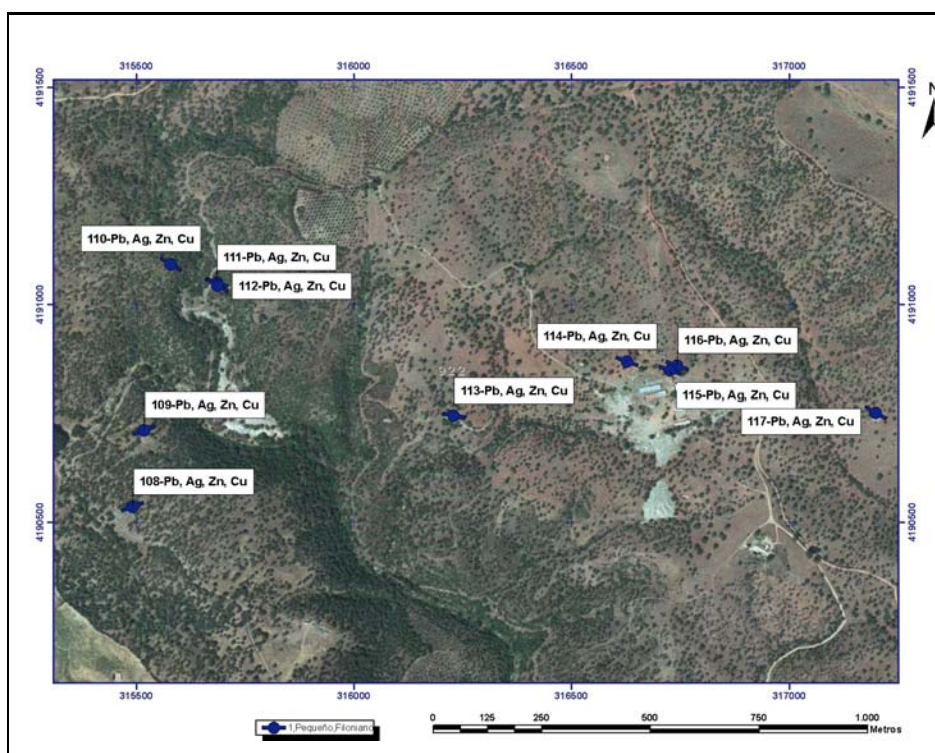 315500 316000 316500 317000
N
4191500 4191500
110-Pb, Ag, Zn, Cu
111-Pb, Ag, Zn, Cu
112-Pb, Ag, Zn, Cu
4191000 4191000
114-Pb, Ag, Zn, Cu
116-Pb, Ag, Zn, Cu
922
113-Pb, Ag, Zn, Cu
115-Pb, Ag, Zn, Cu
109-Pb, Ag, Zn, Cu
117-Pb, Ag, Zn, Cu
108-Pb, Ag, Zn, Cu
4190500 4190500
315500 316000 316500 317000
1,Pequeño,Filoniano
0 125 250 500 750 1.000
Metros